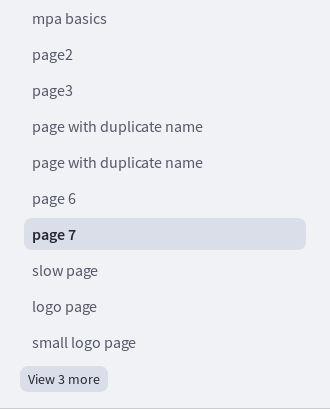 mpa basics
page2
page3
page with duplicate name
page with duplicate name
page 6
page 7
slow page
logo page
small logo page
View 3 more